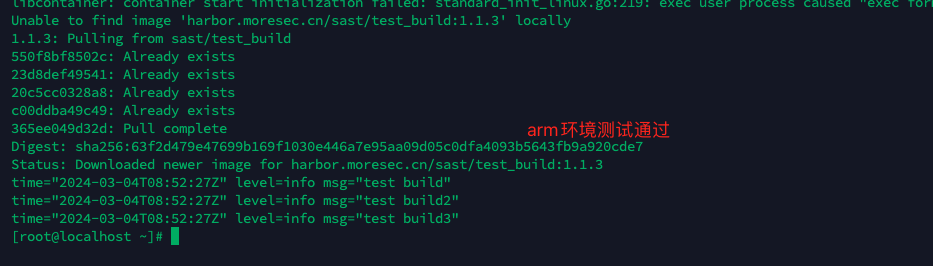 libcontainer: container start initialization failed: standard_init_linux.go:219: exec user process caused "exec for
Unable to find image 'harbor.moresec.cn/sast/test_build:1.1.3' locally
1.1.3: Pulling from sast/test_build
550f8bf8502c: Already exists
23d8def49541: Already exists
20c5cc0328a8: Already exists
c00ddba49c49: Already exists
365ee049d32d: Pull complete
arm环境测试通过
Digest: sha256:63f2d479e47699b169f1030e446a7e95aa09d05c0dfa4093b5643fb9a920cde7
Status: Downloaded newer image for harbor.moresec.cn/sast/test_build:1.1.3
time="2024-03-04T08:52:27Z" level=info msg="test build"
time="2024-03-04T08:52:27Z" level=info msg="test build2"
time="2024-03-04T08:52:27Z" level=info msg="test build3"
[root@localhost ~]#